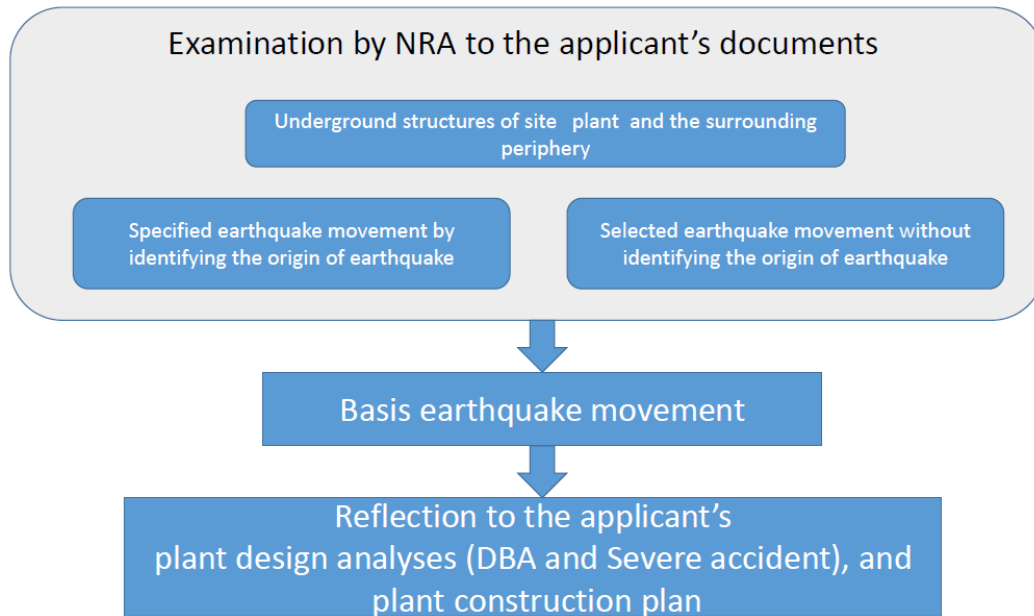 Examination by NRA to the applicant's documents
Underground structures of site plant and the surrounding
periphery
Specified earthquake movement by
identifying the origin of earthquake
Selected earthquake movement without
identifying the origin of earthquake
Basis earthquake movement
Reflection to the applicant's
plant design analyses (DBA and Severe accident), and
plant construction plan